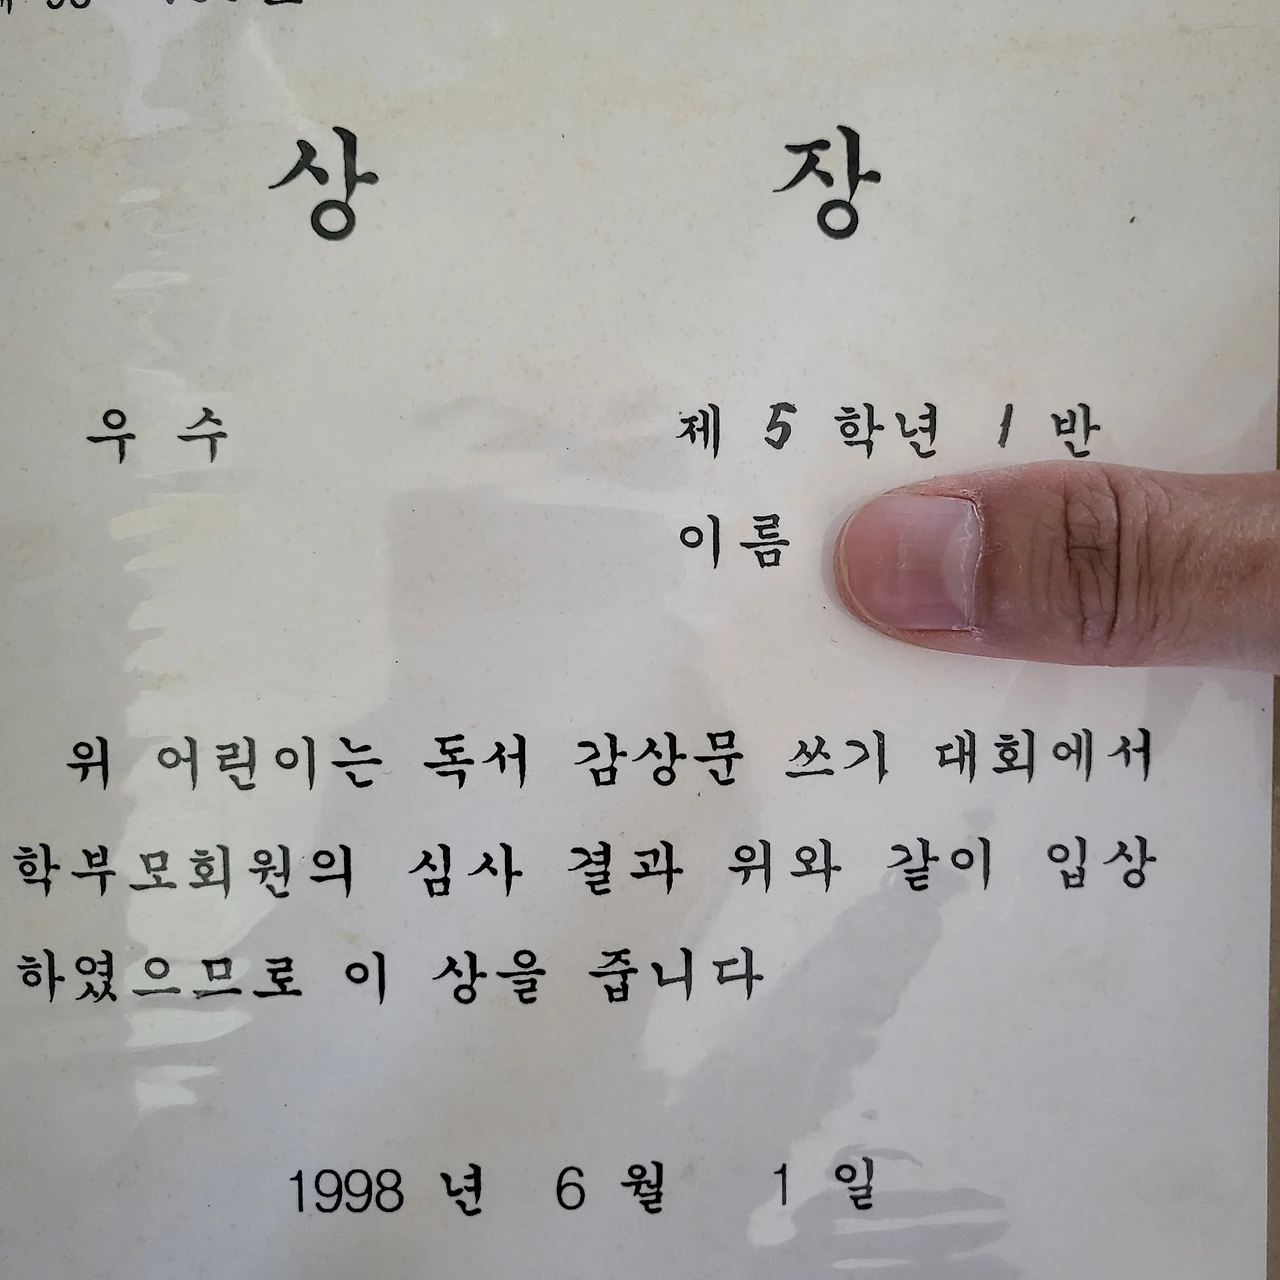 상 장
우 수
제 5 학년 1 반
이름
위 어린이는 독서 감상문 쓰기 대회에서
학부모회원의 심사 결과 위와 같이 입상
하였으므로 이 상을 줍니다
1998 년 6 월 1 일